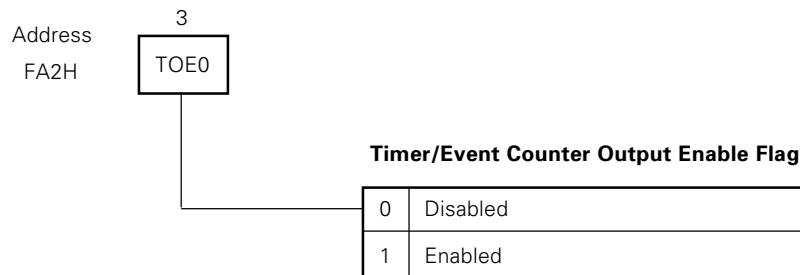 3
Address
FA2H
TOE0
Timer/Event Counter Output Enable Flag
0 Disabled
1 Enabled